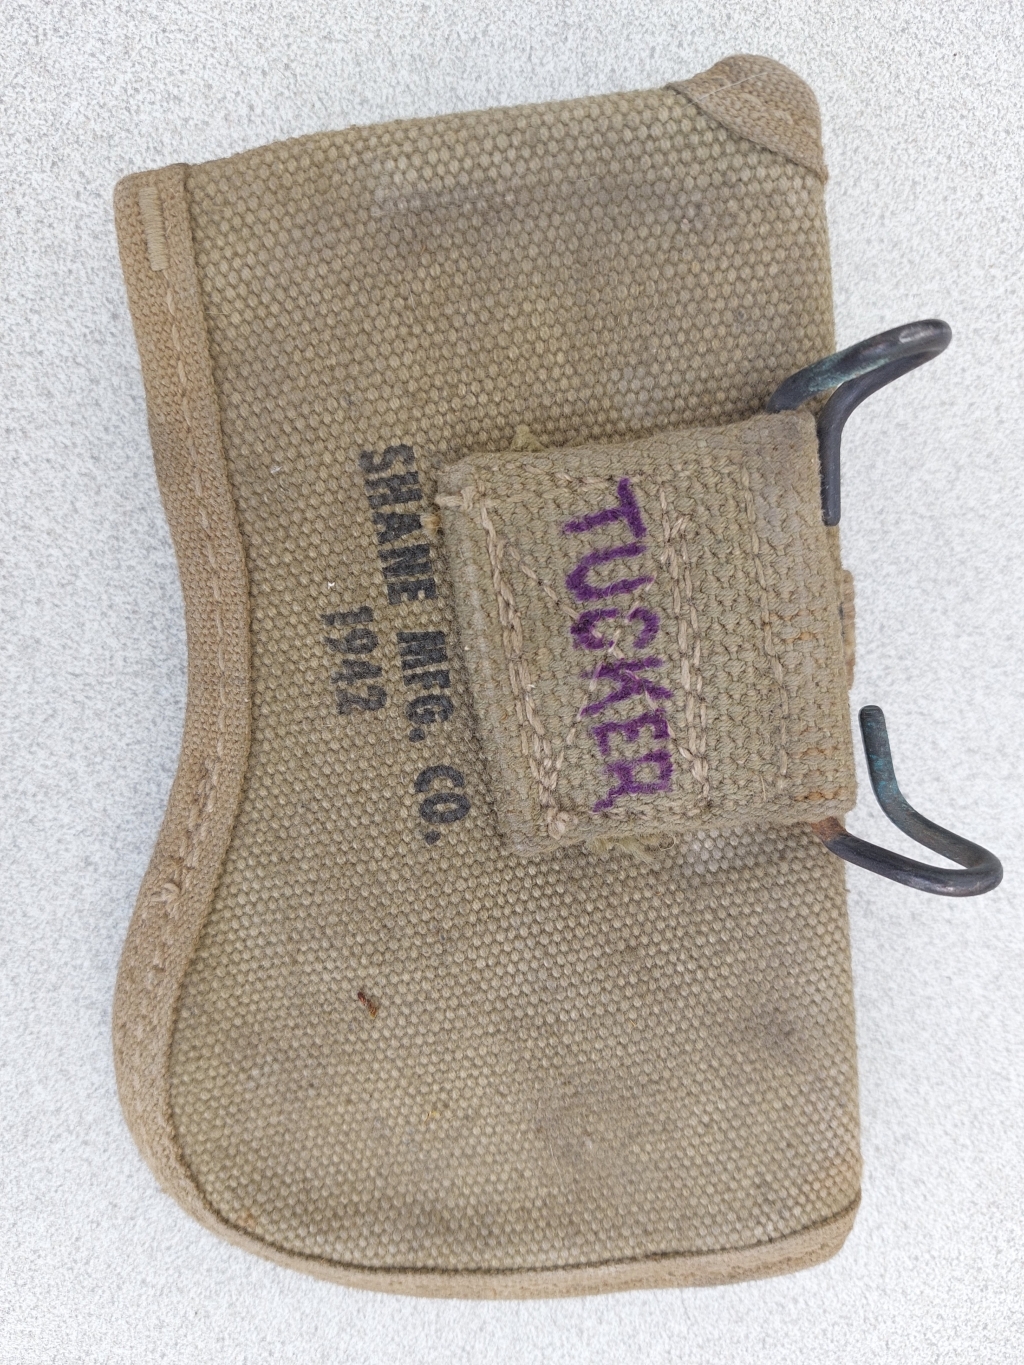 SHANE MFG. CO.
1942
TUCKER